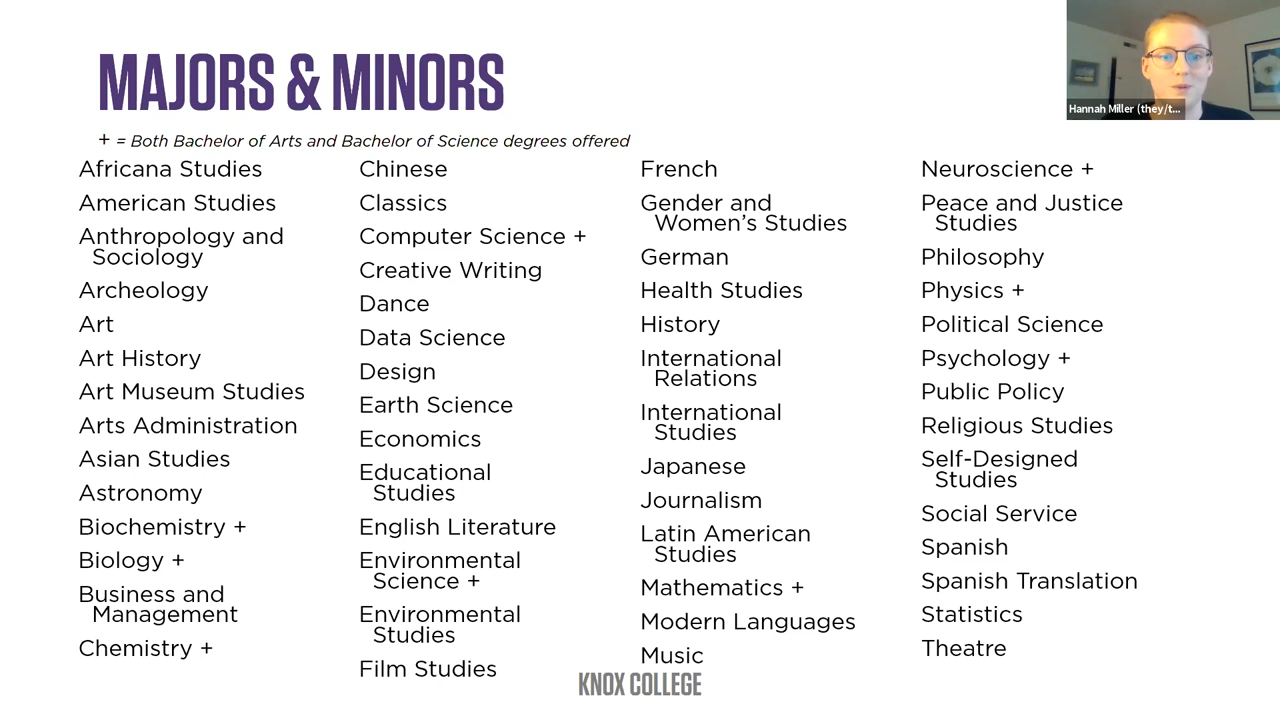 MAJORS & MINORS
+ = Both Bachelor of Arts and Bachelor of Science degrees offered
Africana Studies
American Studies
Anthropology and
Sociology
Archeology
Art
Art History
Art Museum Studies
Arts Administration
Asian Studies
Astronomy
Biochemistry +
Biology +
Business and
Management
Chemistry +
Chinese
Classics
Computer Science +
Creative Writing
Dance
Data Science
Design
Earth Science
Economics
Educational
Studies
English Literature
Environmental
Science +
Environmental
Studies
Film Studies
French
Gender and
Women’s Studies
German
Health Studies
History
International
Relations
International
Studies
Japanese
Journalism
Latin American
Studies
Mathematics +
Modern Languages
Music
Neuroscience +
Peace and Justice
Studies
Philosophy
Physics +
Political Science
Psychology +
Public Policy
Religious Studies
Self-Designed
Studies
Social Service
Spanish
Spanish Translation
Statistics
Theatre
KNOX COLLEGE
Hannah Miller (they/t...